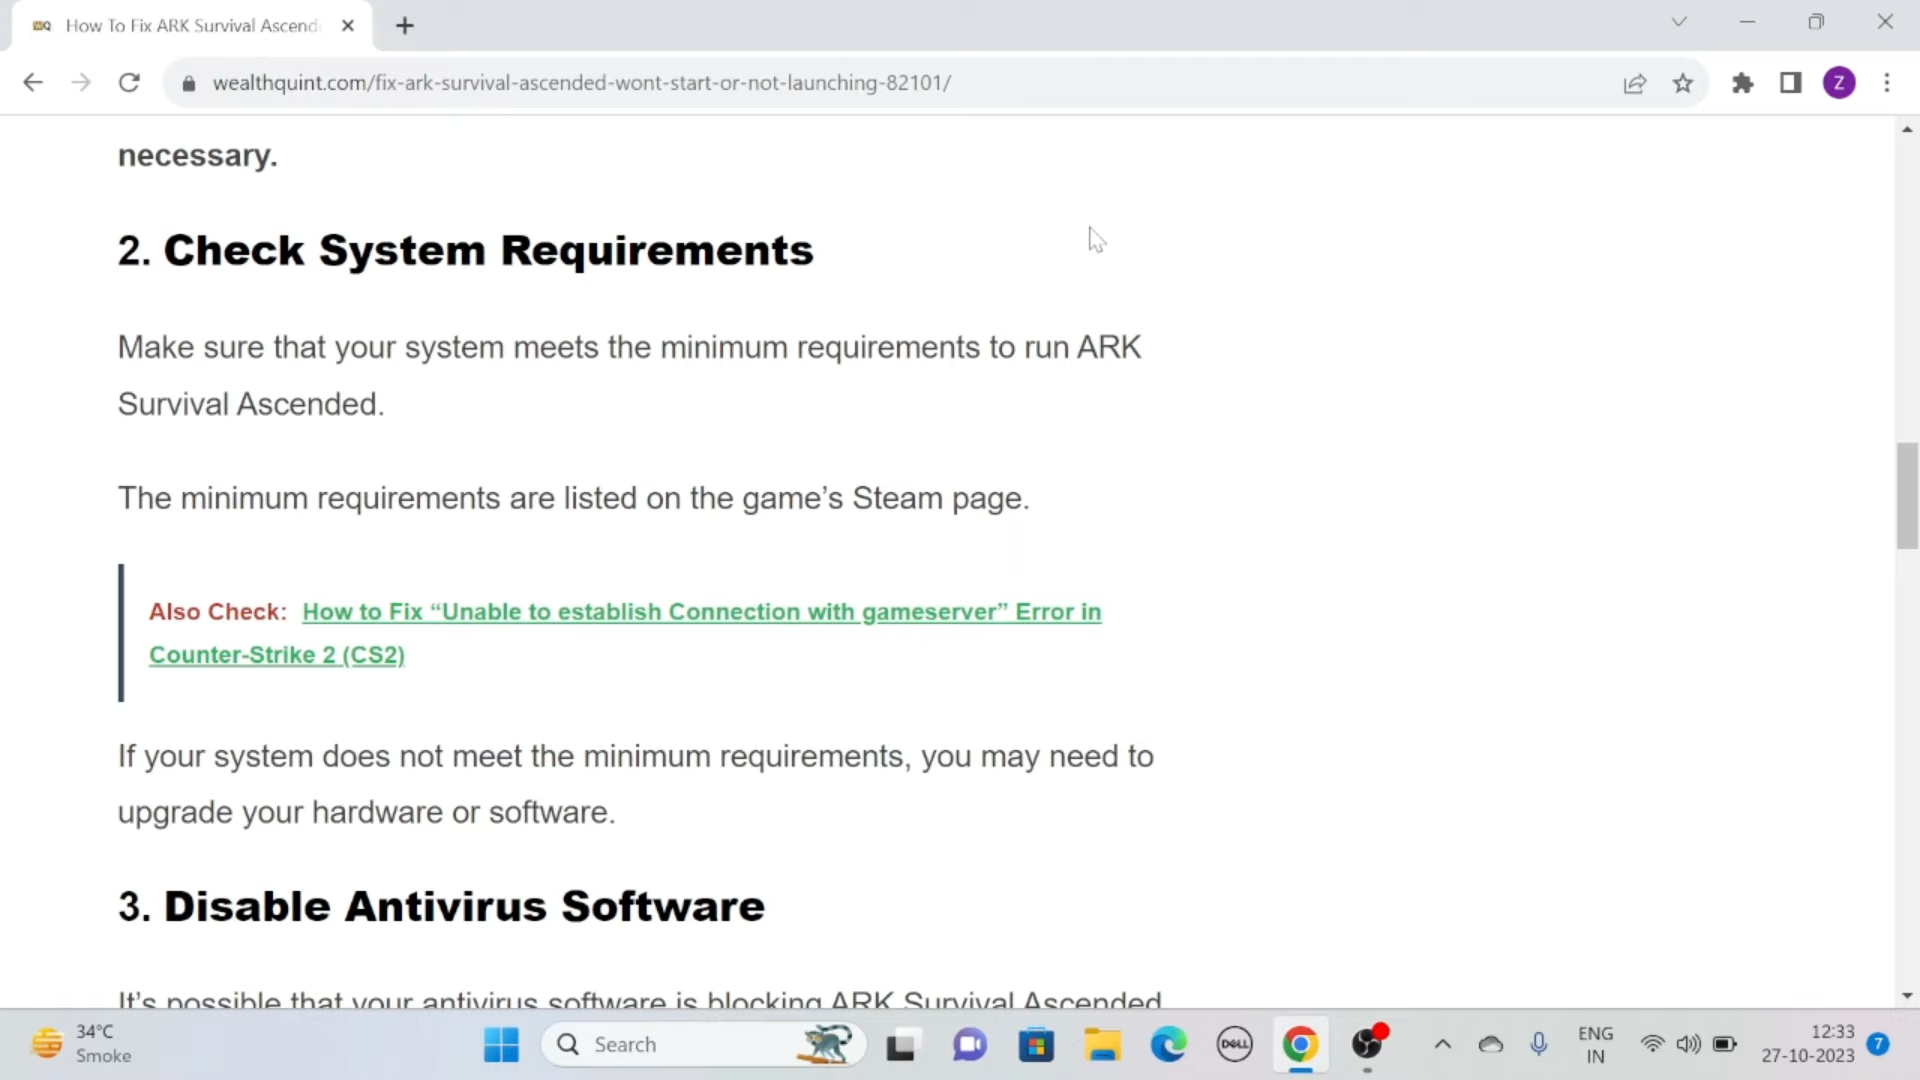 WQ How To Fix ARK Survival Ascend
wealthquint.com/fix-ark-survival-ascended-wont-start-or-not-launching-82101/
Z
necessary.
2. Check System Requirements
Make sure that your system meets the minimum requirements to run ARK
Survival Ascended.
The minimum requirements are listed on the game’s Steam page.
Also Check: How to Fix “Unable to establish Connection with gameserver” Error in
Counter-Strike 2 (CS2)
If your system does not meet the minimum requirements, you may need to
upgrade your hardware or software.
3. Disable Antivirus Software
It’s possible that your antivirus software is blocking ARK Survival Ascended
34°C
Smoke
Search
DELL
ENG
IN
12:33
27-10-2023
7